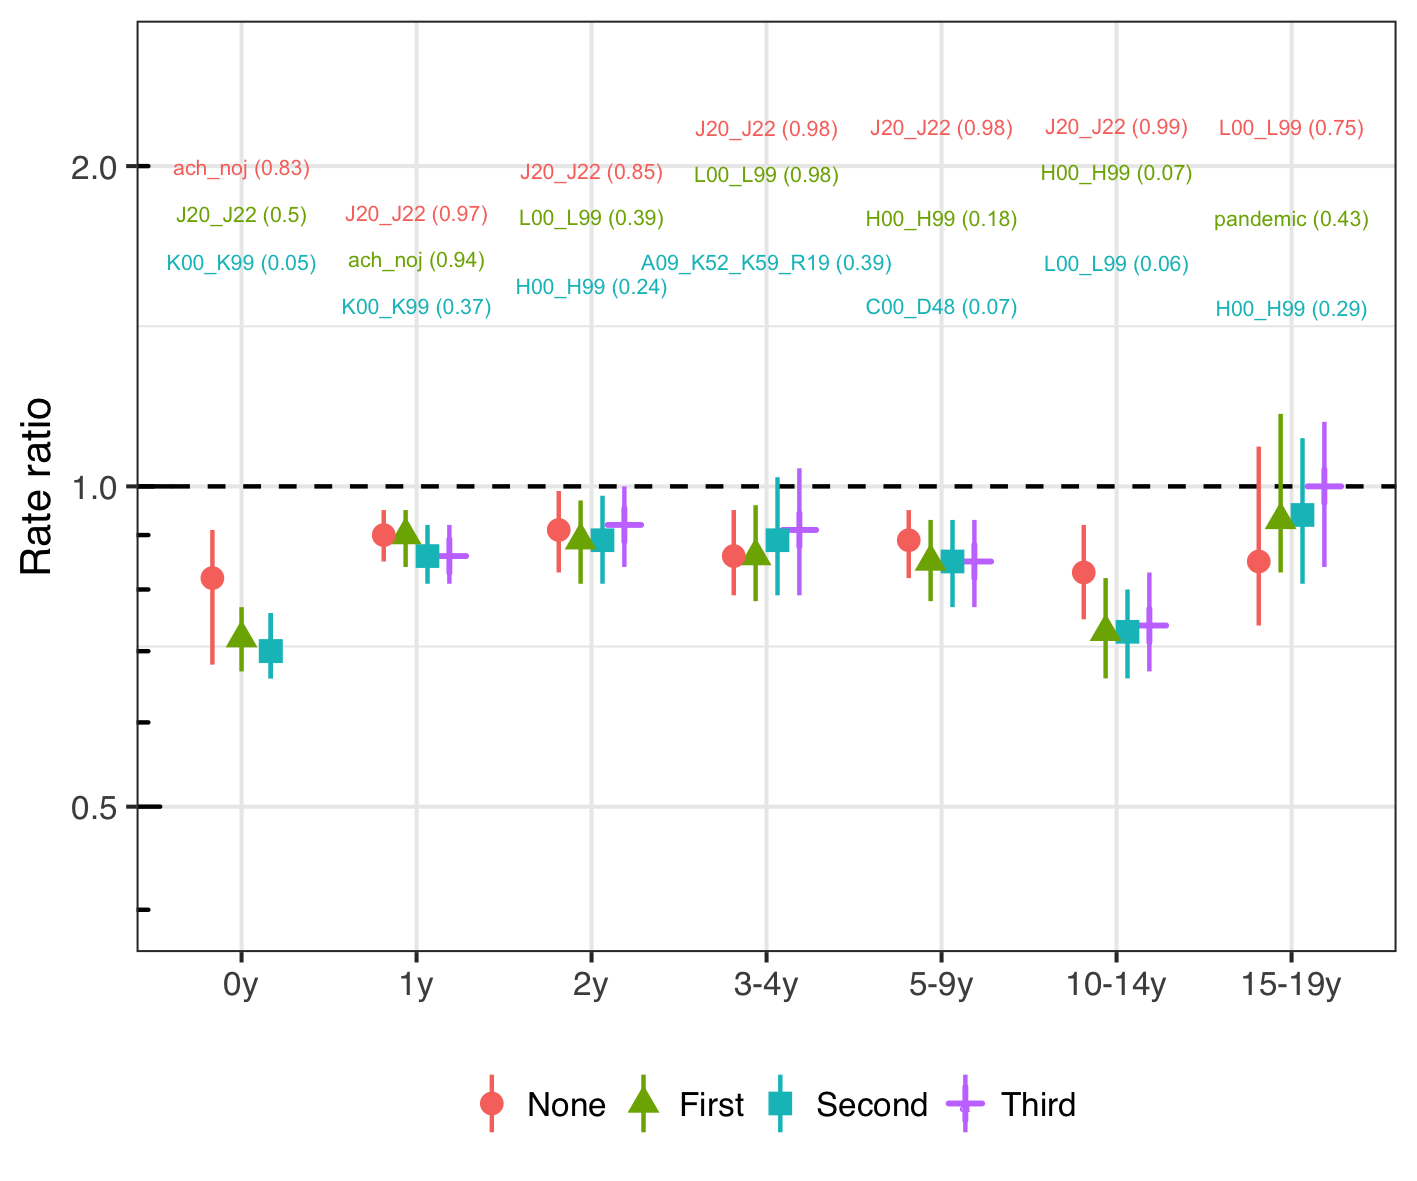 Rate ratio
2.0
1.0
0.5
ach_noj (0.83)
J20_J22 (0.5)
K00_K99 (0.05)
J20_J22 (0.97)
ach_noj (0.94)
K00_K99 (0.37)
J20_J22 (0.85)
L00_L99 (0.39)
H00_H99 (0.24)
J20_J22 (0.98)
L00_L99 (0.98)
A09_K52_K59_R19 (0.39)
J20_J22 (0.98)
H00_H99 (0.18)
C00_D48 (0.07)
J20_J22 (0.99)
H00_H99 (0.07)
L00_L99 (0.06)
L00_L99 (0.75)
pandemic (0.43)
H00_H99 (0.29)
0y 1y 2y 3-4y 5-9y 10-14y 15-19y
None First Second Third